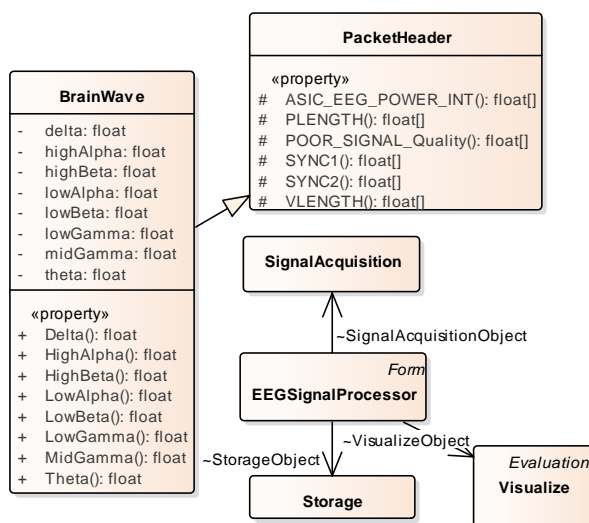 PacketHeader
«property»
# ASIC_EEG_POWER_INT(): float[]
# PLENGTH(): float[]
# POOR_SIGNAL_Quality(): float[]
# SYNC1(): float[]
# SYNC2(): float[]
# VLENGTH(): float[]
BrainWave
- delta: float
- highAlpha: float
- highBeta: float
- lowAlpha: float
- lowBeta: float
- lowGamma: float
- midGamma: float
- theta: float
«property»
+ Delta(): float
+ HighAlpha(): float
+ HighBeta(): float
+ LowAlpha(): float
+ LowBeta(): float
+ LowGamma(): float
+ MidGamma(): float
+ Theta(): float
SignalAcquisition
~SignalAcquisitionObject
Form
EEGSignalProcessor
~VisualizeObject
~StorageObject
Storage
Evaluation
Visualize